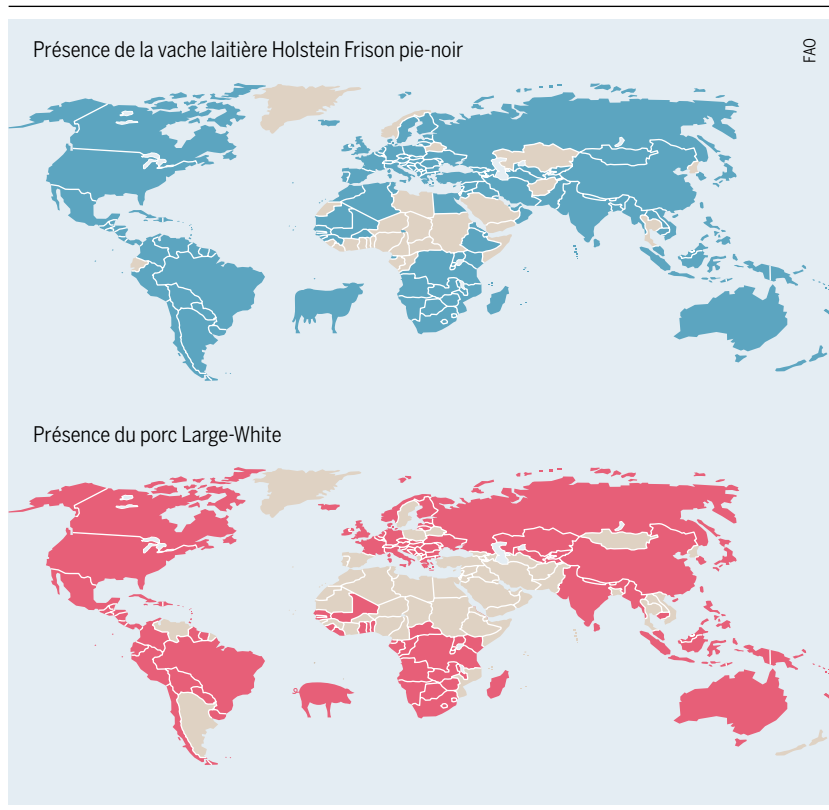 Présence de la vache laitière Holstein Frison pie-noir
FAO
Présence du porc Large-White